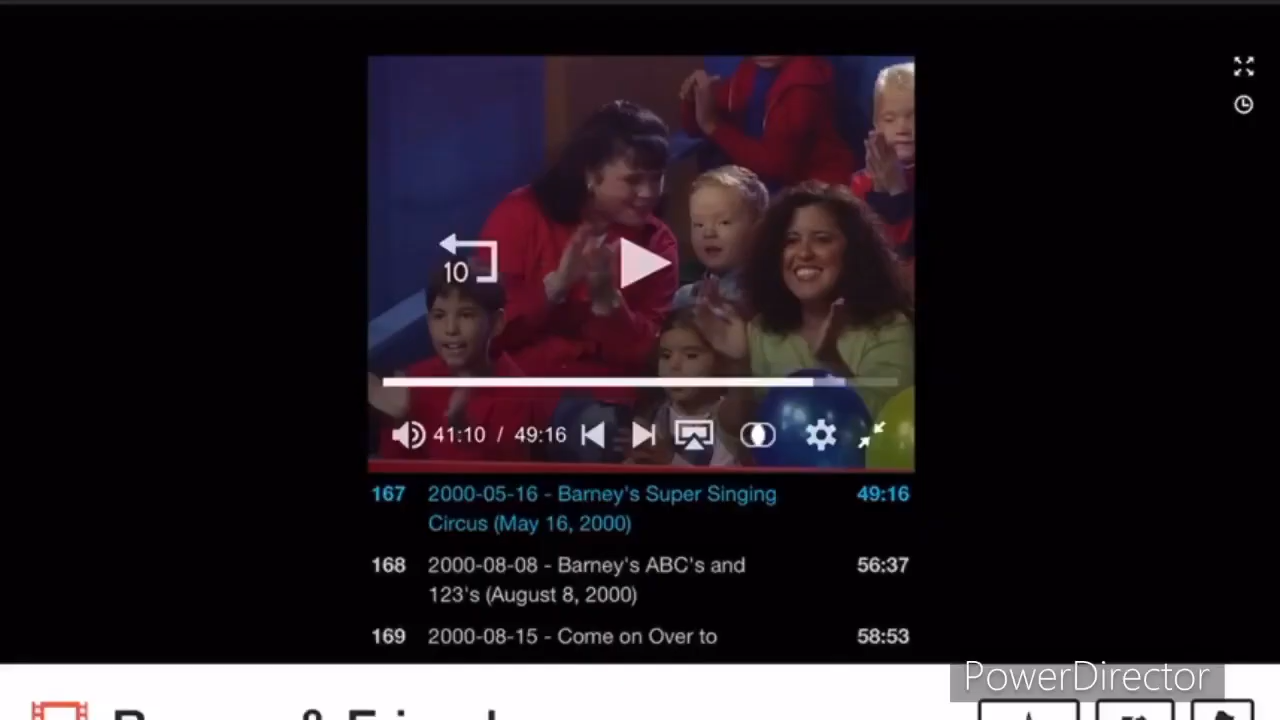 10
41:10 / 49:16
167 2000-05-16 - Barney's Super Singing 49:16
Circus (May 16, 2000)
168 2000-08-08 - Barney's ABC's and 56:37
123's (August 8, 2000)
169 2000-08-15 - Come on Over to 58:53
PowerDirector